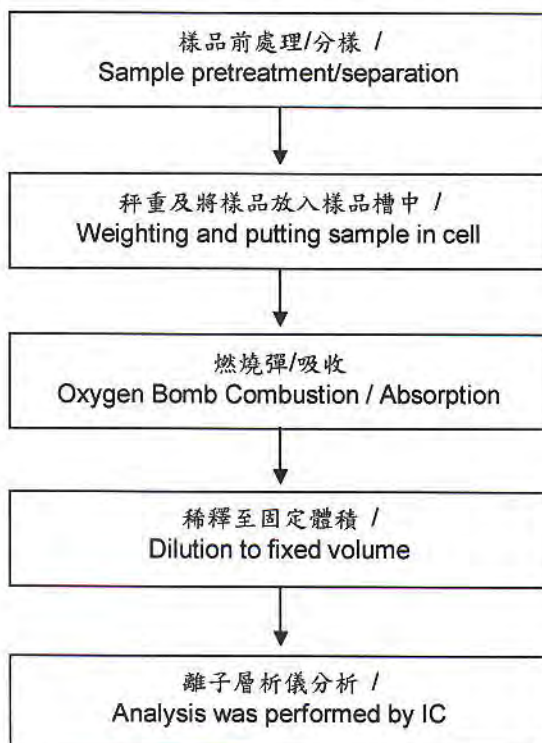 樣品前處理/分樣 /
Sample pretreatment/separation
秤重及將樣品放入樣品槽中 /
Weighting and putting sample in cell
燃燒彈/吸收
Oxygen Bomb Combustion / Absorption
稀釋至固定體積 /
Dilution to fixed volume
離子層析儀分析 /
Analysis was performed by IC